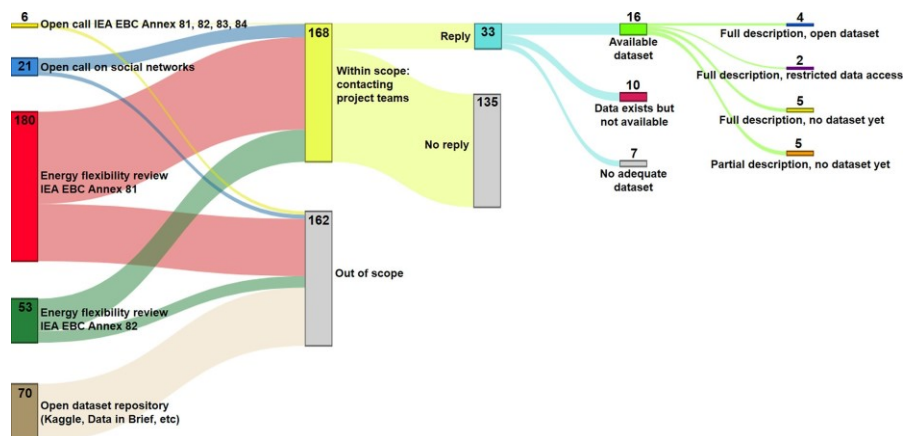 6
Open call IEA EBC Annex 81, 82, 83, 84
21
Open call on social networks
180
Energy flexibility review
IEA EBC Annex 81
53
Energy flexibility review
IEA EBC Annex 82
70
Open dataset repository
(Kaggle, Data in Brief, etc)
168
Within scope:
contacting
project teams
162
Out of scope
Reply
33
135
No reply
16
Available
dataset
10
Data exists but
not available
7
No adequate
dataset
4
Full description, open dataset
2
Full description, restricted data access
5
Full description, no dataset yet
5
Partial description, no dataset yet